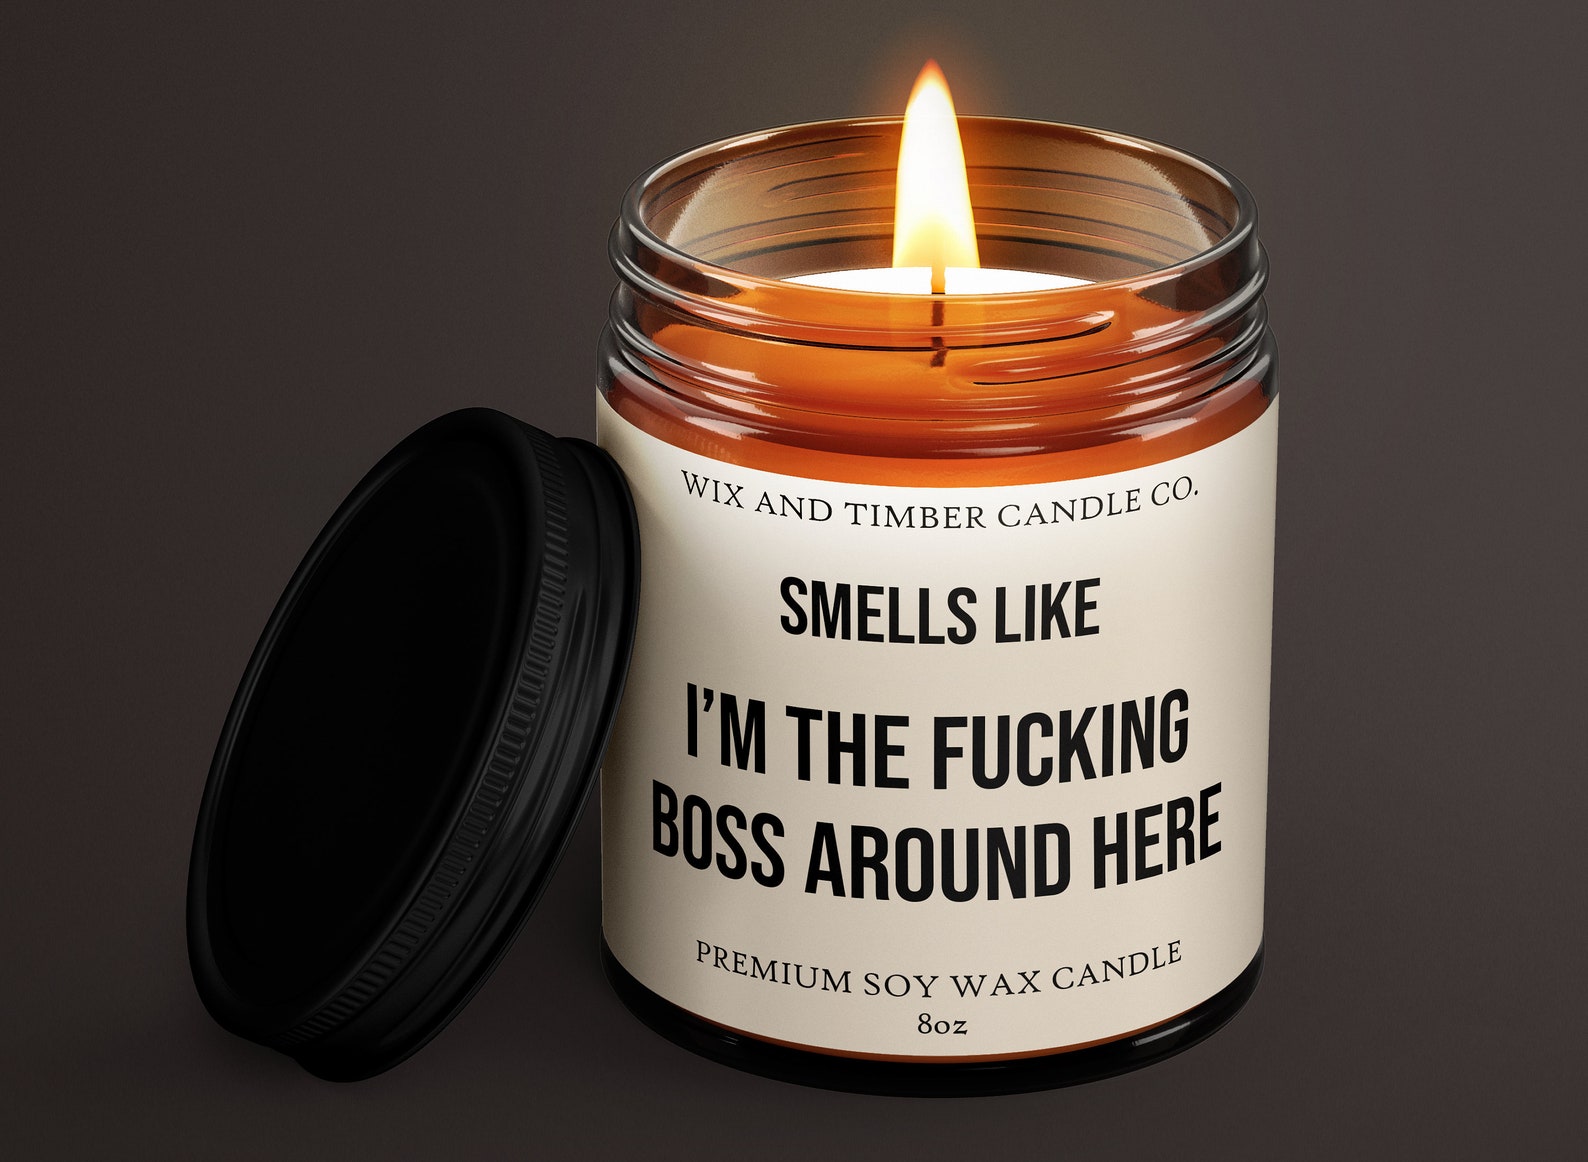 WIX AND TIMBER CANDLE CO.
SMELLS LIKE
I'M THE FUCKING
BOSS AROUND HERE
PREMIUM SOY WAX CANDLE
8oz